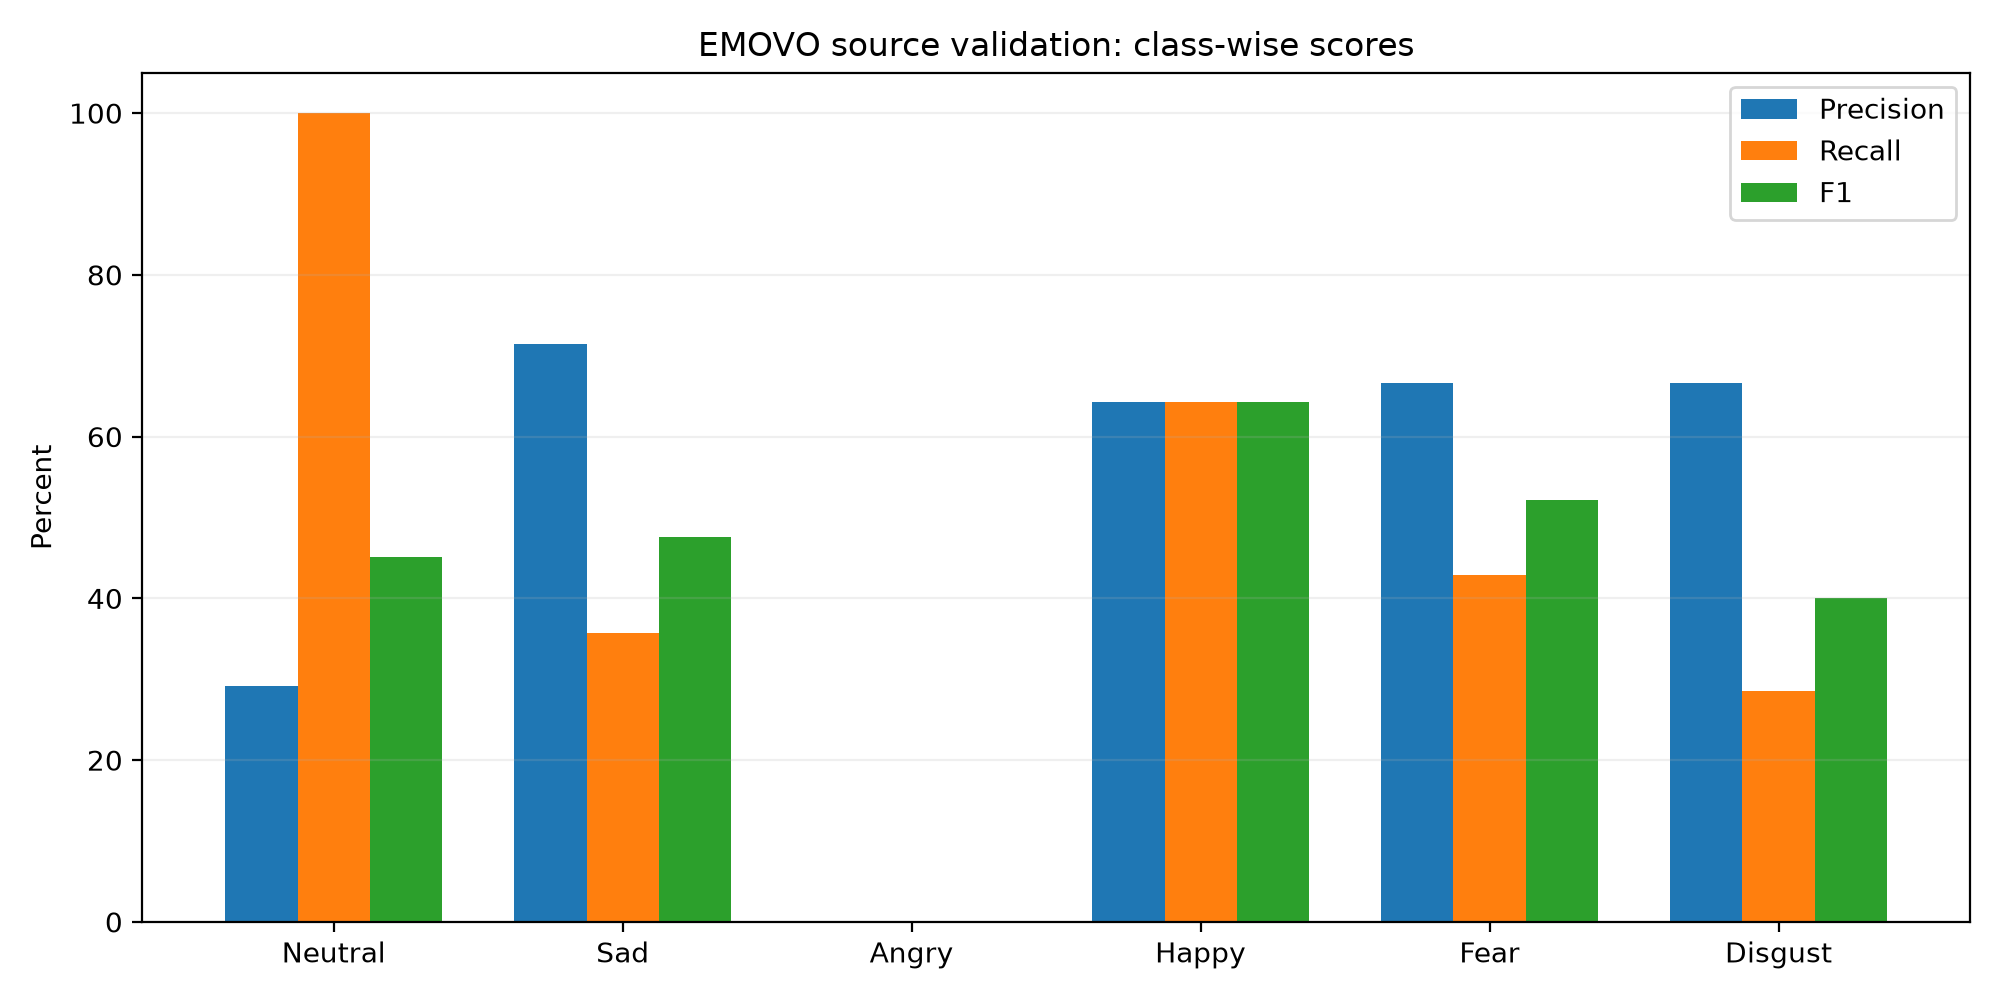 EMOVO source validation: class-wise scores
Precision
Recall
F1
Percent
100
80
60
40
20
0
Neutral
Sad
Angry
Happy
Fear
Disgust